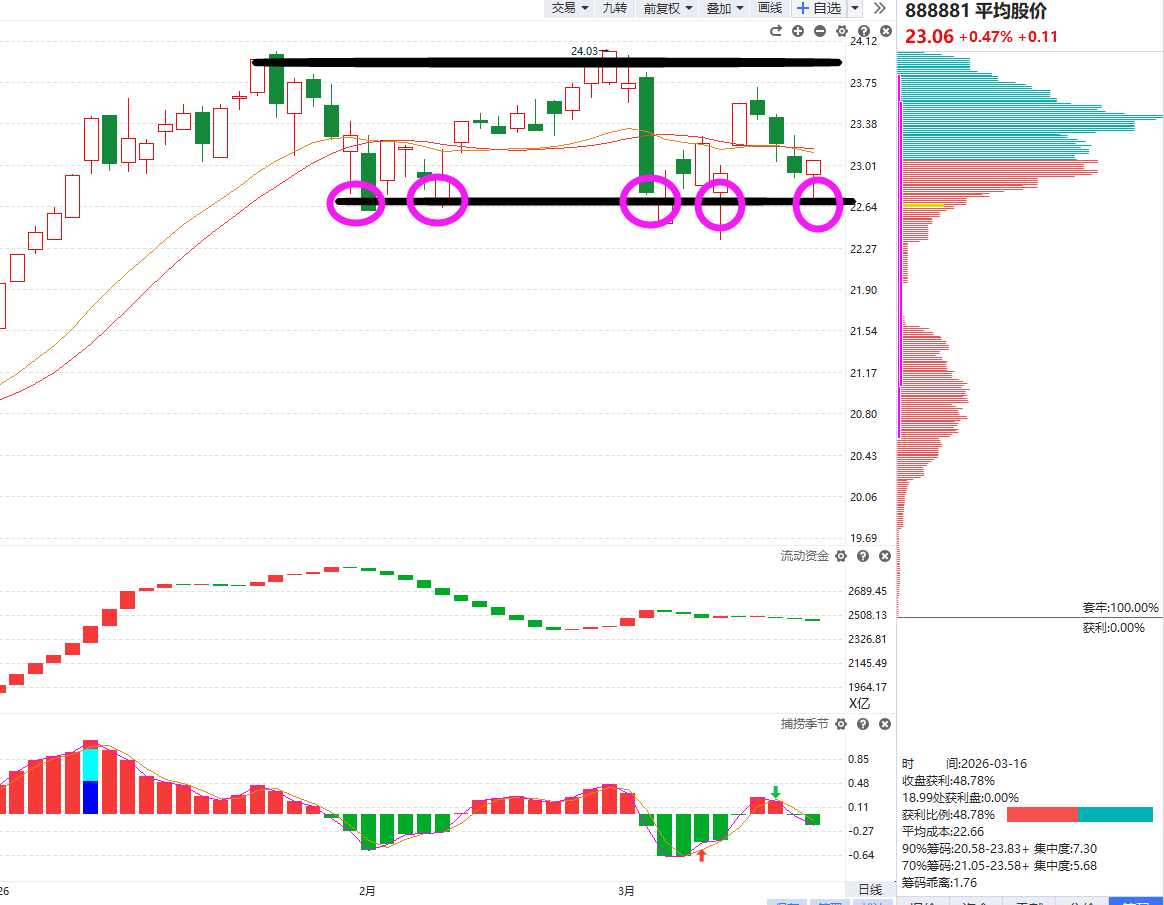 交易 九转 前复权 叠加 画线 + 自选
888881 平均股价
23.06 +0.47% +0.11
24.12
24.03
23.75
23.38
23.01
22.64
22.27
21.90
21.54
21.17
20.80
20.43
20.06
19.69
流动资金
2689.45
2508.13
2326.81
2145.49
1964.17
X亿
套牢:100.00%
获利:0.00%
捕捞季节
0.85
0.48
0.11
-0.27
-0.64
26
2月
3月
日线
时 间:2026-03-16
收盘获利:48.78%
18.99处获利盘:0.00%
获利比例:48.78%
平均成本:22.66
90%筹码:20.58-23.83+ 集中度:7.30
70%筹码:21.05-23.58+ 集中度:5.68
筹码乖离:1.76